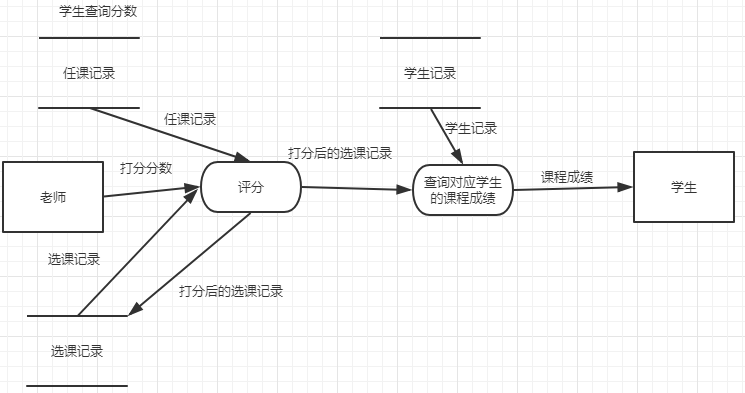 学生查询分数
任课记录
学生记录
任课记录
学生记录
打分后的选课记录
打分分数
课程成绩
老师
评分
查询对应学生
的课程成绩
学生
选课记录
打分后的选课记录
选课记录